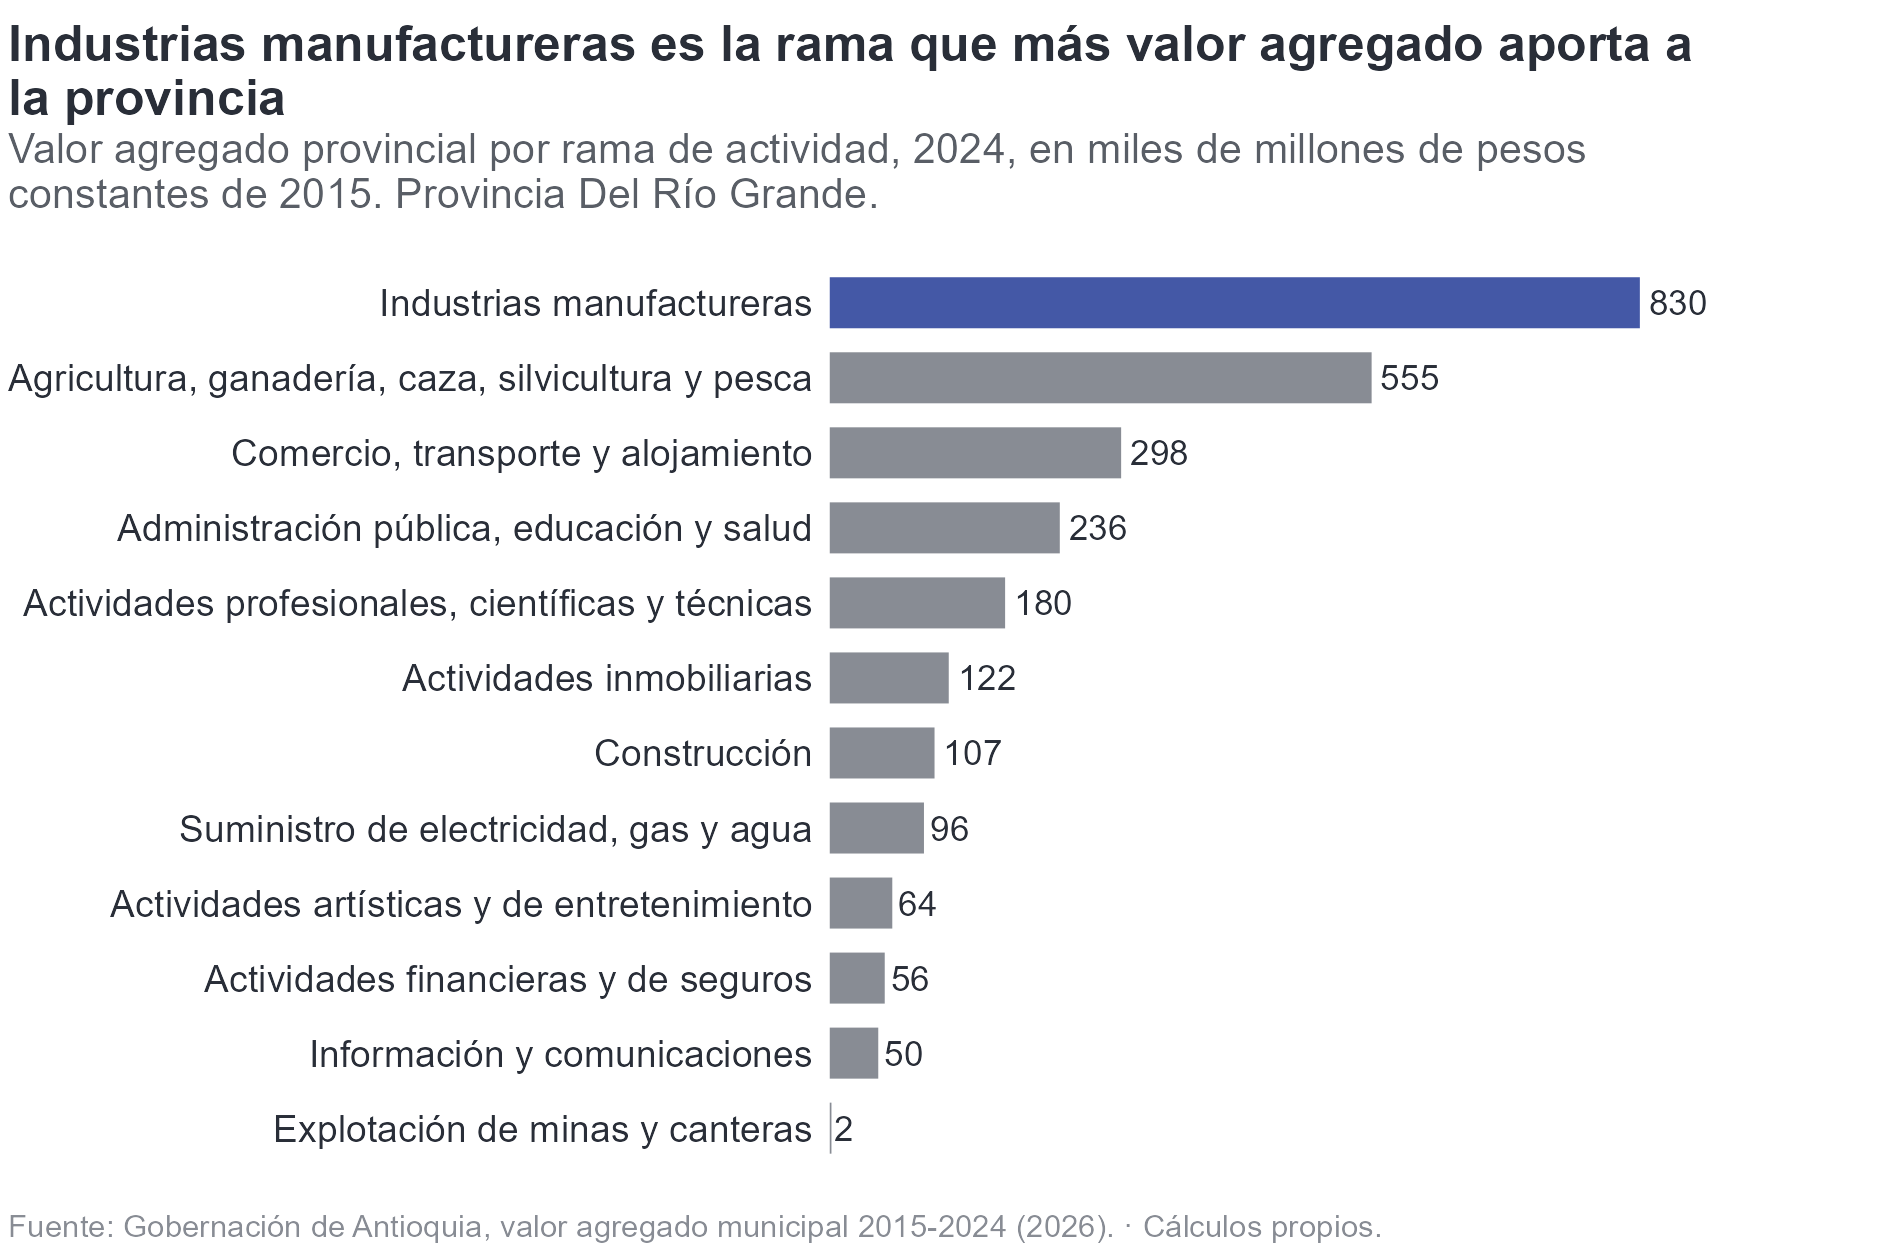 Industrias manufactureras es la rama que más valor agregado aporta a
la provincia
Valor agregado provincial por rama de actividad, 2024, en miles de millones de pesos
constantes de 2015. Provincia Del Río Grande.
Industrias manufactureras 830
Agricultura, ganadería, caza, silvicultura y pesca 555
Comercio, transporte y alojamiento 298
Administración pública, educación y salud 236
Actividades profesionales, científicas y técnicas 180
Actividades inmobiliarias 122
Construcción 107
Suministro de electricidad, gas y agua 96
Actividades artísticas y de entretenimiento 64
Actividades financieras y de seguros 56
Información y comunicaciones 50
Explotación de minas y canteras 2
Fuente: Gobernación de Antioquia, valor agregado municipal 2015-2024 (2026). · Cálculos propios.